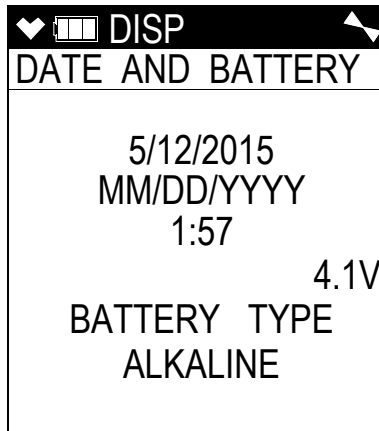 DISP
DATE AND BATTERY
5/12/2015
MM/DD/YYYY
1:57
4.1V
BATTERY TYPE
ALKALINE